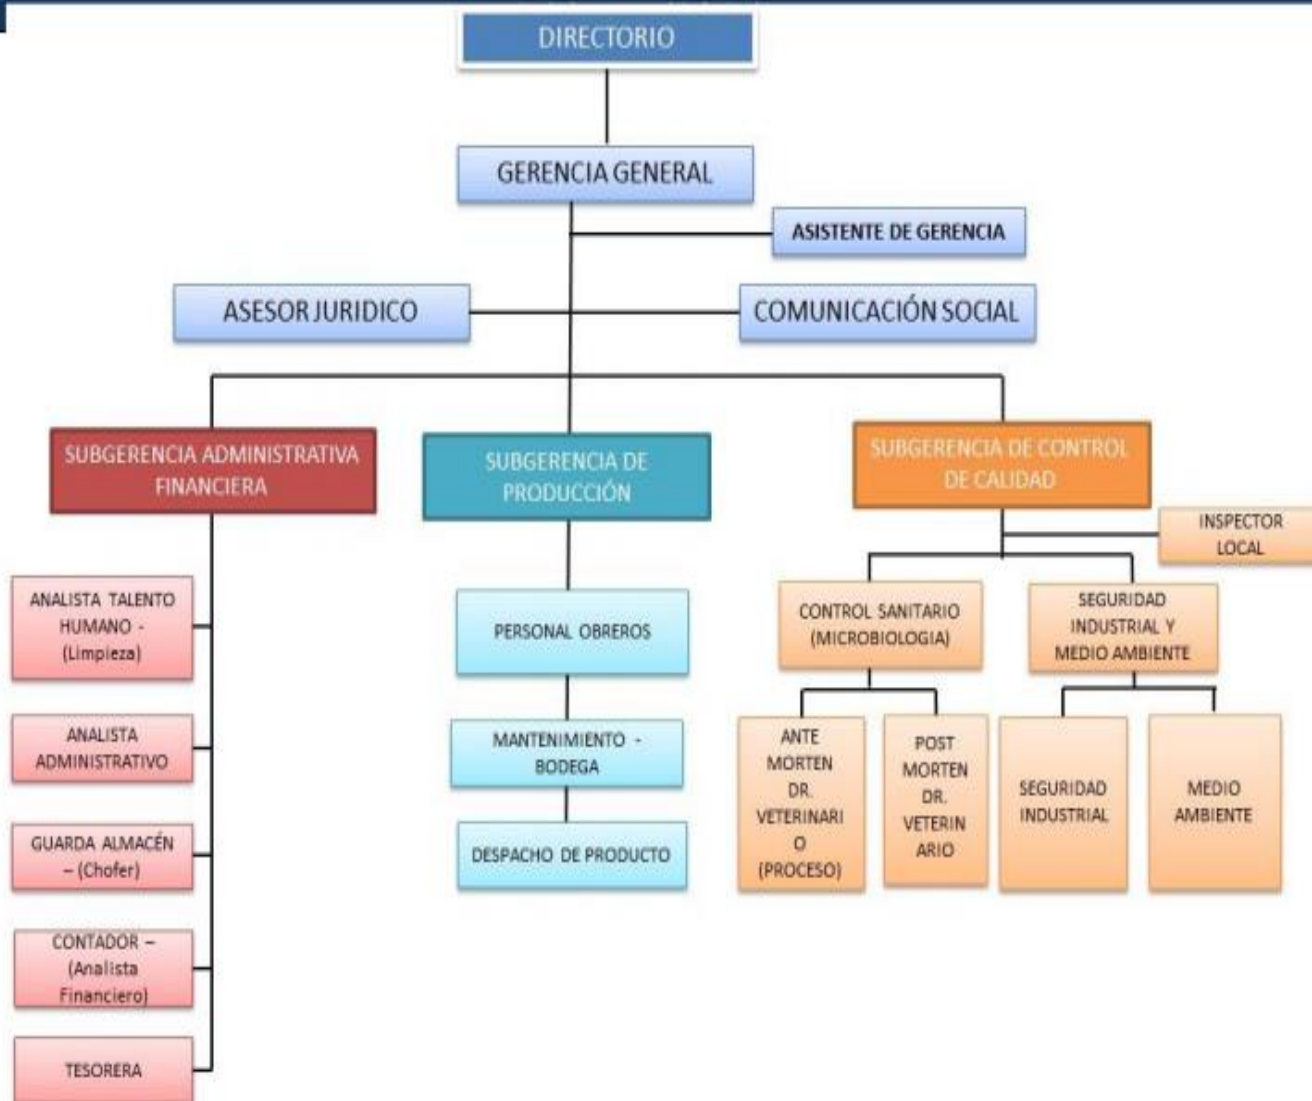 DIRECTORIO
GERENCIA GENERAL
ASISTENTE DE GERENCIA
ASESOR JURIDICO
COMUNICACIÓN SOCIAL
SUBGERENCIA ADMINISTRATIVA
FINANCIERA
ANALISTA TALENTO
HUMANO -
(Limpieza)
ANALISTA
ADMINISTRATIVO
GUARDA ALMACÉN
– (Chofer)
CONTADOR –
(Analista
Financiero)
TESORERA
SUBGERENCIA DE
PRODUCCIÓN
PERSONAL OBREROS
MANTENIMIENTO -
BODEGA
DESPACHO DE PRODUCTO
SUBGERENCIA DE CONTROL
DE CALIDAD
INSPECTOR
LOCAL
CONTROL SANITARIO
(MICROBIOLOGIA)
ANTE
MORTEN
DR.
VETERINARI
O
(PROCESO)
POST
MORTEN
DR.
VETERIN
ARIO
SEGURIDAD
INDUSTRIAL Y
MEDIO AMBIENTE
SEGURIDAD
INDUSTRIAL
MEDIO
AMBIENTE